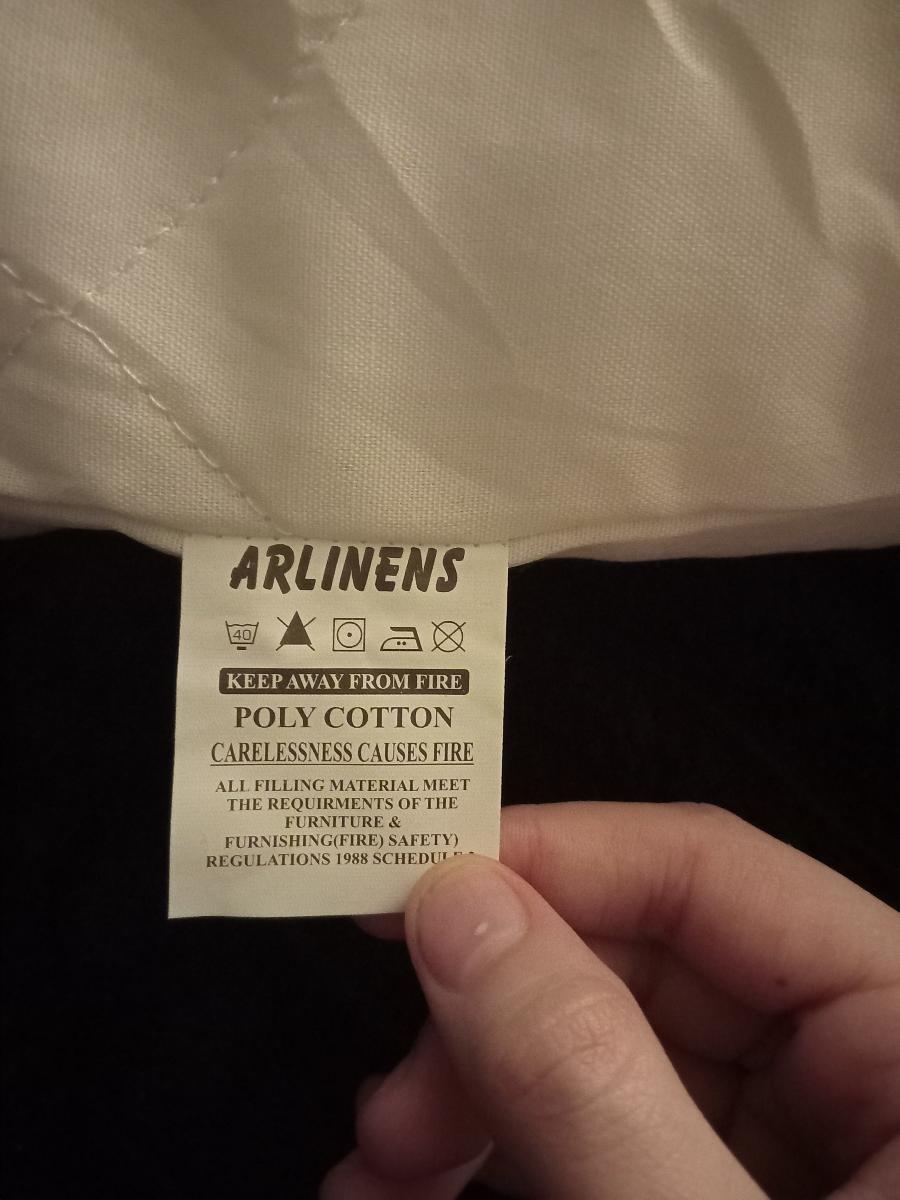 ARLINENS
40
KEEP AWAY FROM FIRE
POLY COTTON
CARELESSNESS CAUSES FIRE
ALL FILLING MATERIAL MEET
THE REQUIRMENTS OF THE
FURNITURE &
FURNISHING(FIRE) SAFETY)
REGULATIONS 1988 SCHEDULE